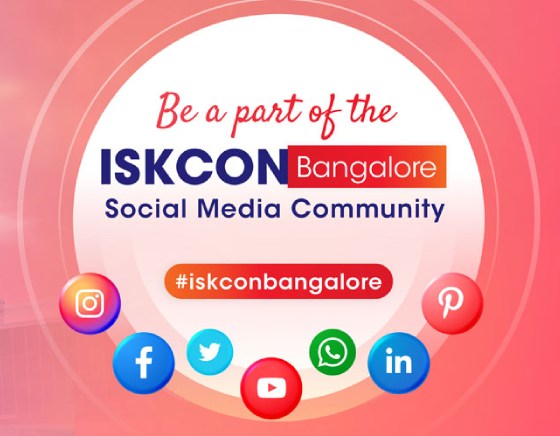 Be a part of the
ISKCON Bangalore
Social Media Community
#iskconbangalore